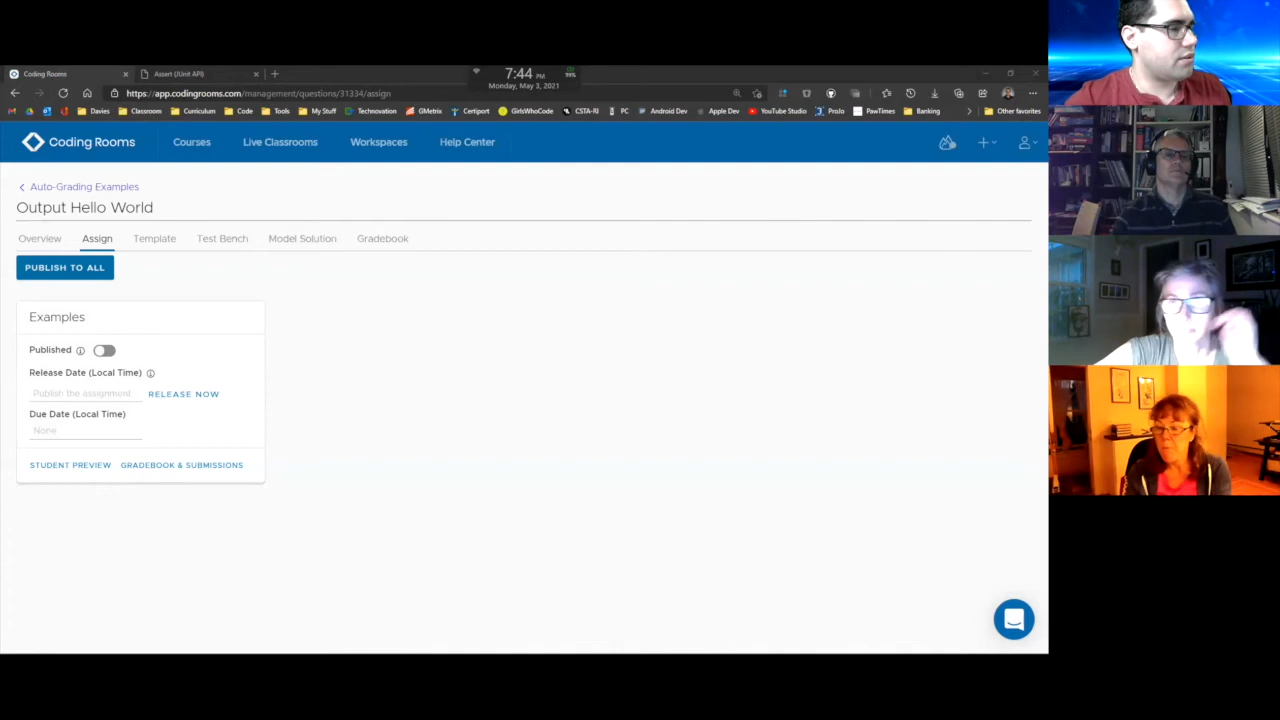 Coding Rooms
Assert (JUnit API)
7:44 PM
99%
Monday, May 3, 2021
https://app.codingrooms.com/management/questions/31334/assign
Davies Classroom Curriculum Code Tools My Stuff Technovation GMetrix Certiport GirlsWhoCode CSTA-RI PC Android Dev Apple Dev YouTube Studio ProJo PawTimes Banking Other favorites
Coding Rooms Courses Live Classrooms Workspaces Help Center
Auto-Grading Examples
Output Hello World
Overview Assign Template Test Bench Model Solution Gradebook
PUBLISH TO ALL
Examples
Published
Release Date (Local Time)
Publish the assignment RELEASE NOW
Due Date (Local Time)
None
STUDENT PREVIEW GRADEBOOK & SUBMISSIONS